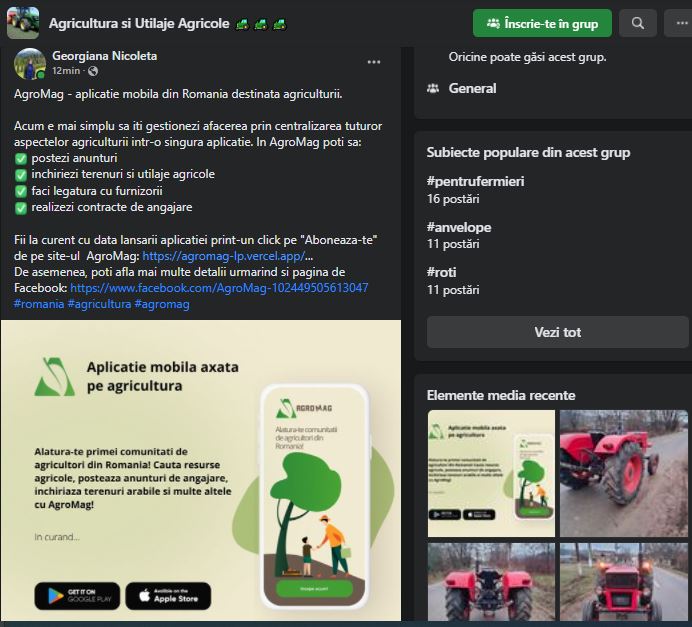 Agricultura si Utilaje Agricole
Înscrie-te în grup
Georgiana Nicoleta
12min ·
AgroMag - aplicatie mobila din Romania destinata agriculturii.
Acum e mai simplu sa iti gestionezi afacerea prin centralizarea tuturor
aspectelor agriculturii intr-o singura aplicatie. In AgroMag poti sa:
✅ postezi anunturi
✅ inchiriezi terenuri si utilaje agricole
✅ faci legatura cu furnizorii
✅ realizezi contracte de angajare
Fii la curent cu data lansarii aplicatiei print-un click pe "Aboneaza-te"
de pe site-ul AgroMag: https://agromag-lp.vercel.app/...
De asemenea, poti afla mai multe detalii urmarind si pagina de
Facebook: https://www.facebook.com/AgroMag-102449505613047
#romania #agricultura #agromag
Aplicatie mobila axata
pe agricultura
Alatura-te primei comunitati de
agricultori din Romania! Cauta resurse
agricole, posteaza anunturi de angajare,
inchiriaza terenuri arabile si multe altele
cu AgroMag!
In curand...
GET IT ON
GOOGLE PLAY
Available on the
Apple Store
AGROMAG
Alatura-te comunitatii
de agricultori din
Romania!
Incepe acum!
Oricine poate găsi acest grup.
General
Subiecte populare din acest grup
#pentrufermieri
16 postări
#anvelope
11 postări
#roti
11 postări
Vezi tot
Elemente media recente
Aplicatie mobila axata
pe agricultura